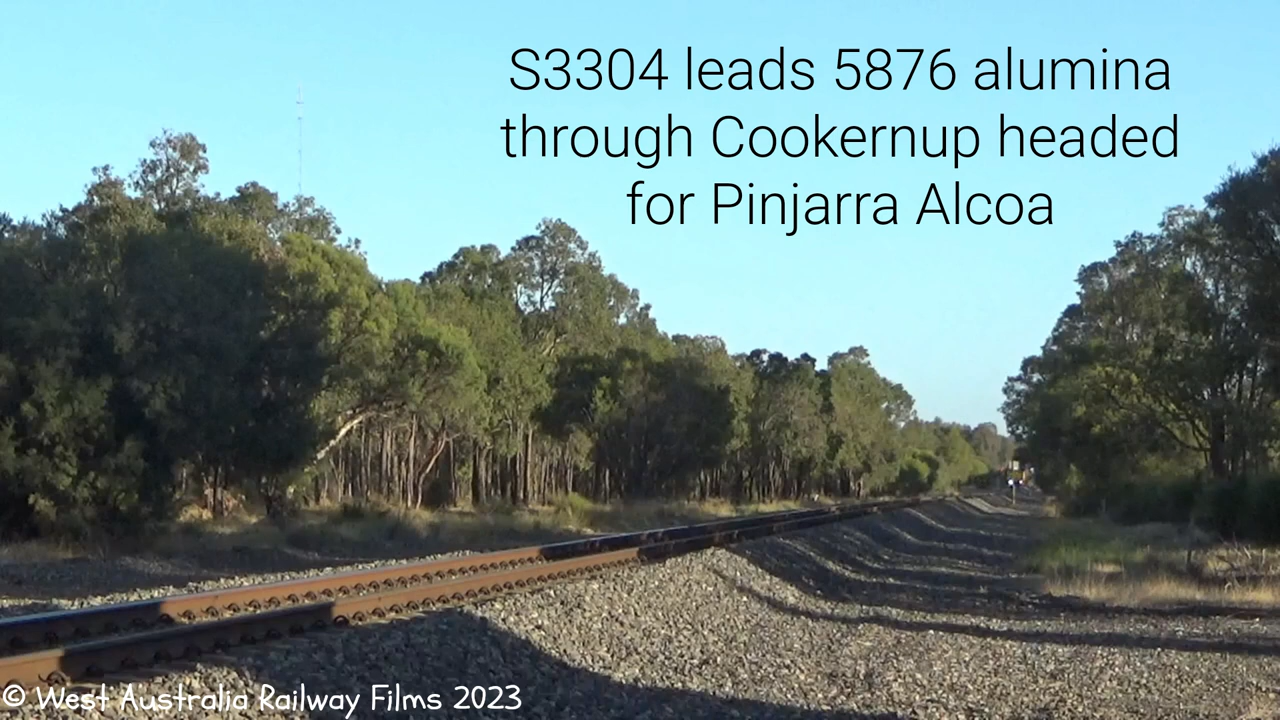 S3304 leads 5876 alumina
through Cookernup headed
for Pinjarra Alcoa
© West Australia Railway Films 2023